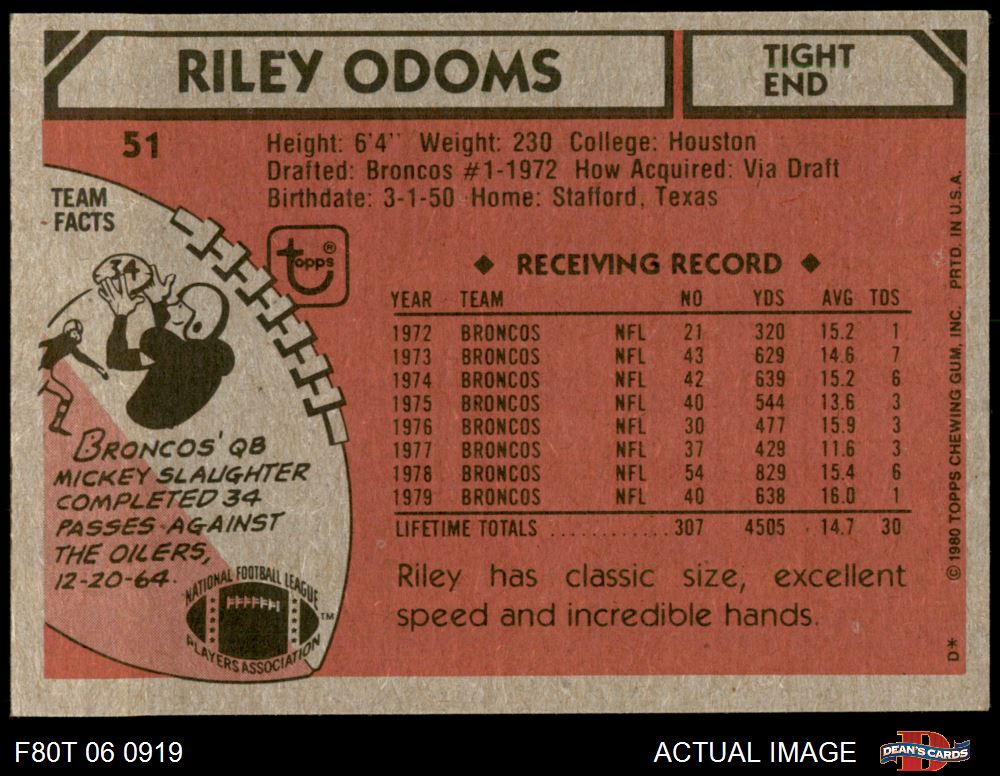 RILEY ODOMS
TIGHT
END
51
Height: 6'4" Weight: 230 College: Houston
Drafted: Broncos #1-1972 How Acquired: Via Draft
Birthdate: 3-1-50 Home: Stafford, Texas
TEAM
FACTS
34
topps®
BRONCOS' QB
MICKEY SLAUGHTER
COMPLETED 34
PASSES AGAINST
THE OILERS,
12-20-64.
NATIONAL FOOTBALL LEAGUE
PLAYERS ASSOCIATION
TM
◆ RECEIVING RECORD ◆
YEAR TEAM NO YDS AVG TDS
1972 BRONCOS NFL 21 320 15.2 1
1973 BRONCOS NFL 43 629 14.6 7
1974 BRONCOS NFL 42 639 15.2 6
1975 BRONCOS NFL 40 544 13.6 3
1976 BRONCOS NFL 30 477 15.9 3
1977 BRONCOS NFL 37 429 11.6 3
1978 BRONCOS NFL 54 829 15.4 6
1979 BRONCOS NFL 40 638 16.0 1
LIFETIME TOTALS ............ 307 4505 14.7 30
Riley has classic size, excellent
speed and incredible hands.
D* © 1980 TOPPS CHEWING GUM, INC. PRTD. IN U.S.A.
F80T 06 0919
ACTUAL IMAGE
D
DEAN'S CARDS